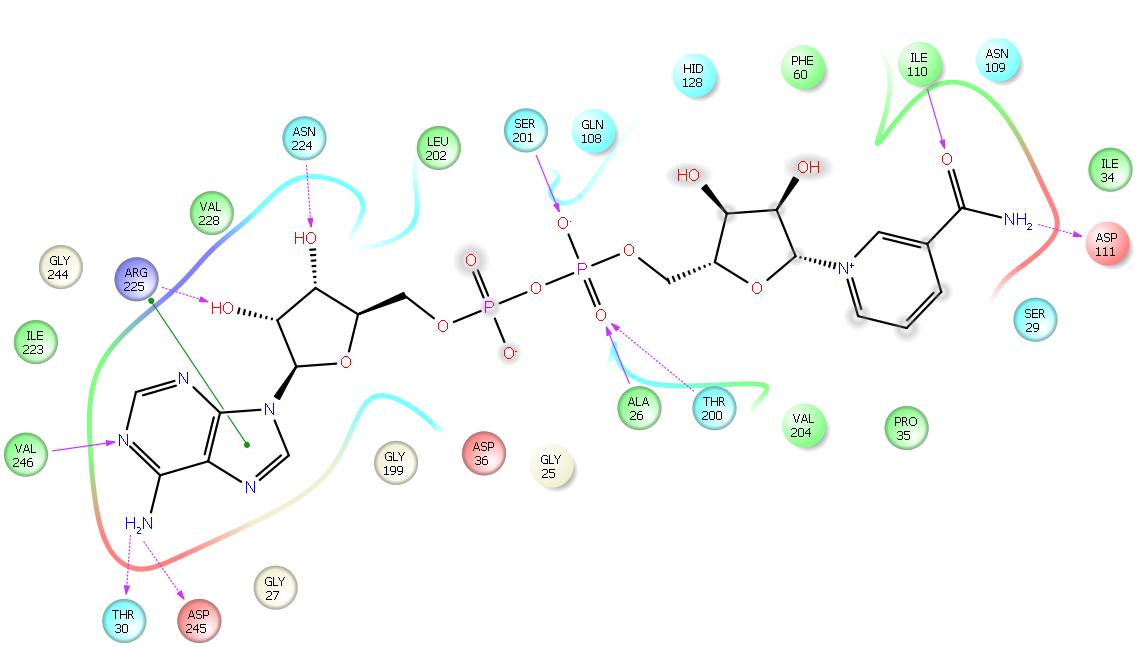 ILE
110
ASN
109
PHE
60
HID
128
SER
201
GLN
108
ASN
224
LEU
202
ILE
34
O
HO
OH
VAL
228
NH2
ASP
111
O-
HO
O
GLY
244
ARG
225
O
P
N+
O
O
HO
P
O
SER
29
O
O
ILE
223
O-
O
N
ALA
26
THR
200
N
VAL
204
PRO
35
N
VAL
246
GLY
199
ASP
36
GLY
25
N
H2N
GLY
27
THR
30
ASP
245